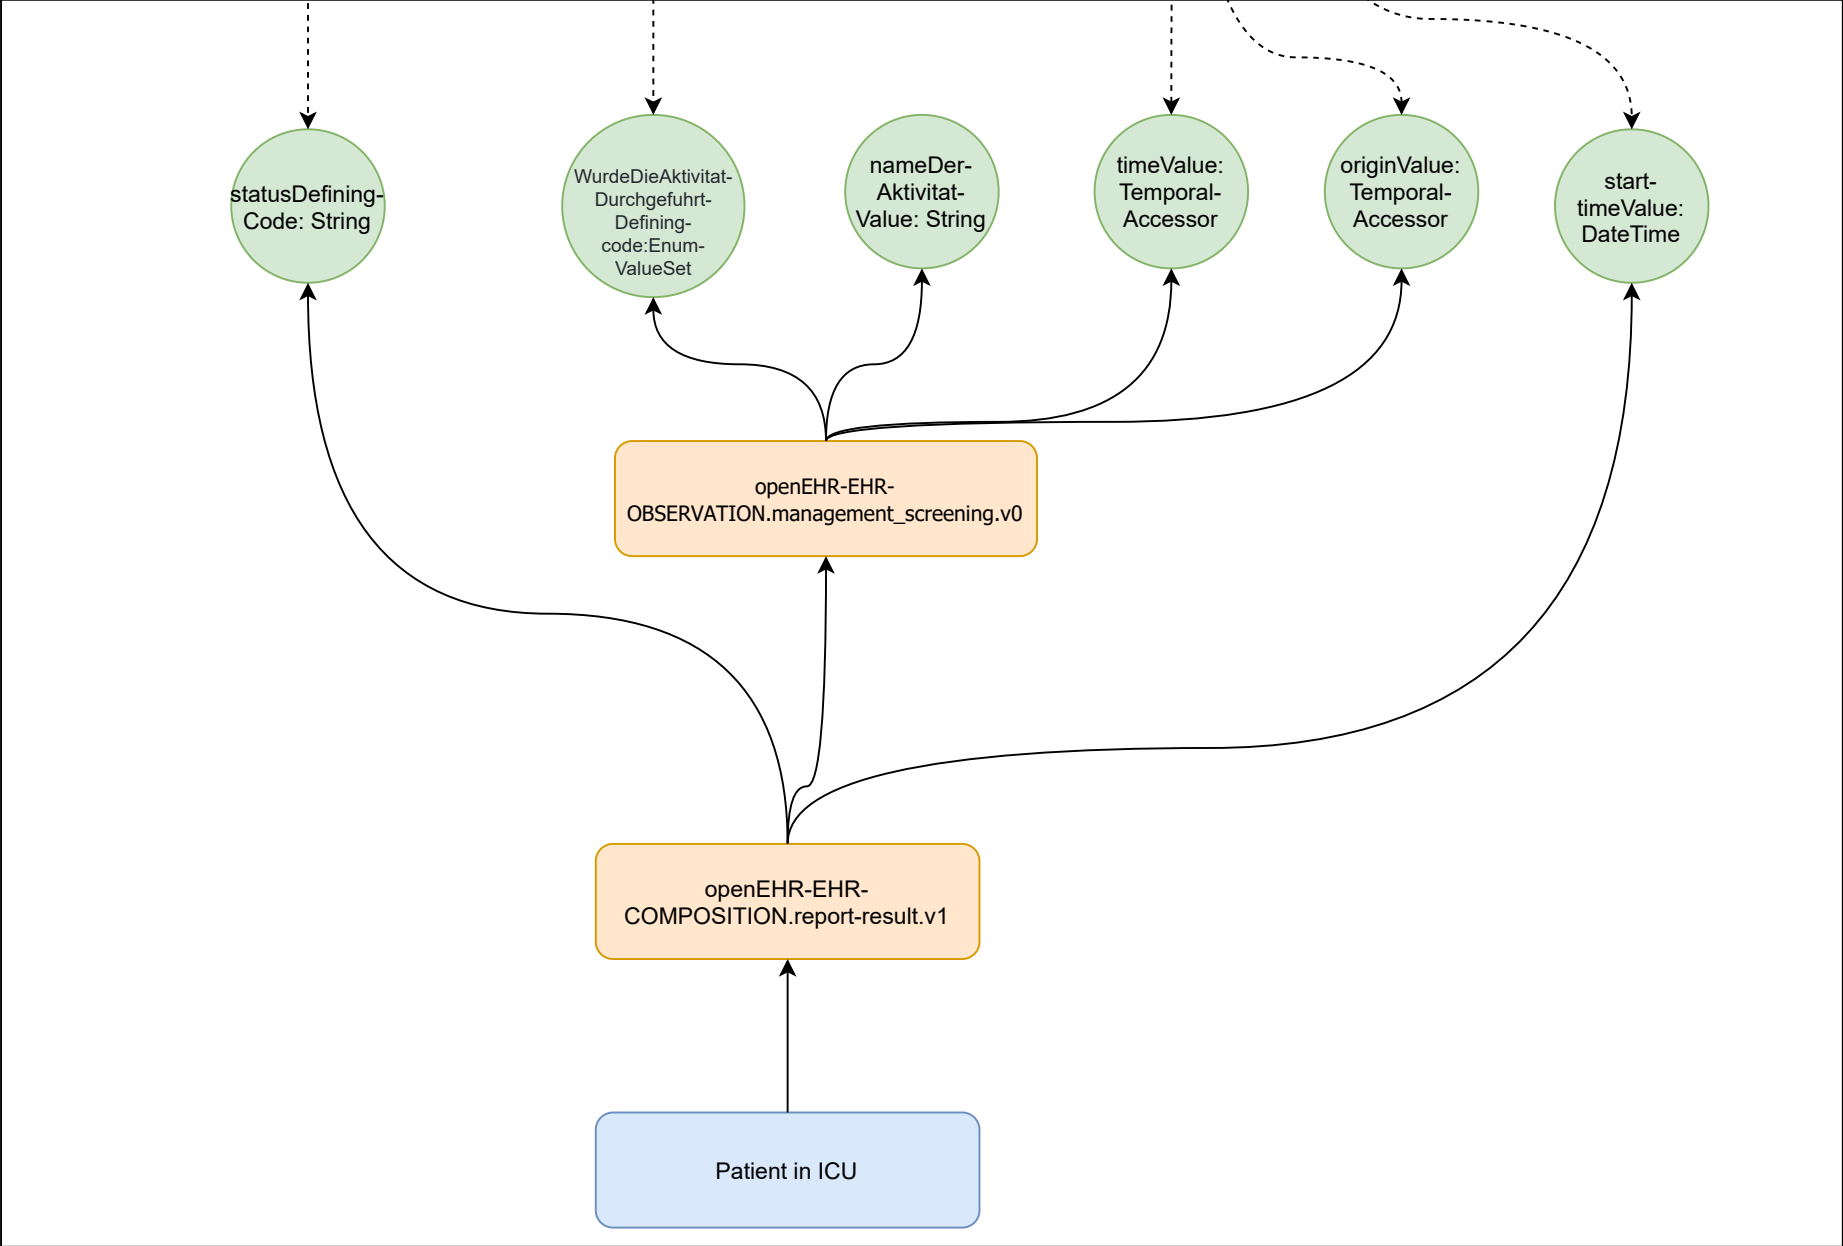 statusDefining-
Code: String
WurdeDieAktivitat-
Durchgefuhrt-
Defining-
code:Enum-
ValueSet
nameDer-
Aktivitat-
Value: String
timeValue:
Temporal-
Accessor
originValue:
Temporal-
Accessor
start-
timeValue:
DateTime
openEHR-EHR-
OBSERVATION.management_screening.v0
openEHR-EHR-
COMPOSITION.report-result.v1
Patient in ICU